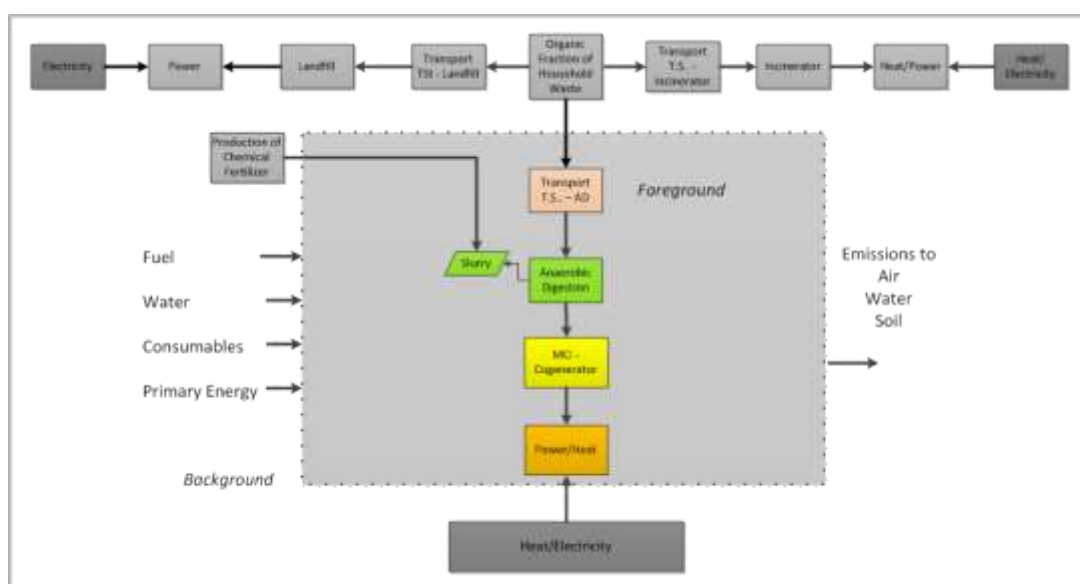 Electricity
Power
Landfill
Transport
TSt - Landfill
Organic
Fraction of
Household
Waste
Transport
T.S. -
Incinerator
Incinerator
Heat/Power
Heat/
Electricity
Production of
Chemical
Fertilizer
Transport
T.S.. – AD
Foreground
Fuel
Water
Consumables
Primary Energy
Slurry
Anaerobic
Digestion
Emissions to
Air
Water
Soil
Cogenerator
Power/Heat
Background
Heat/Electricity